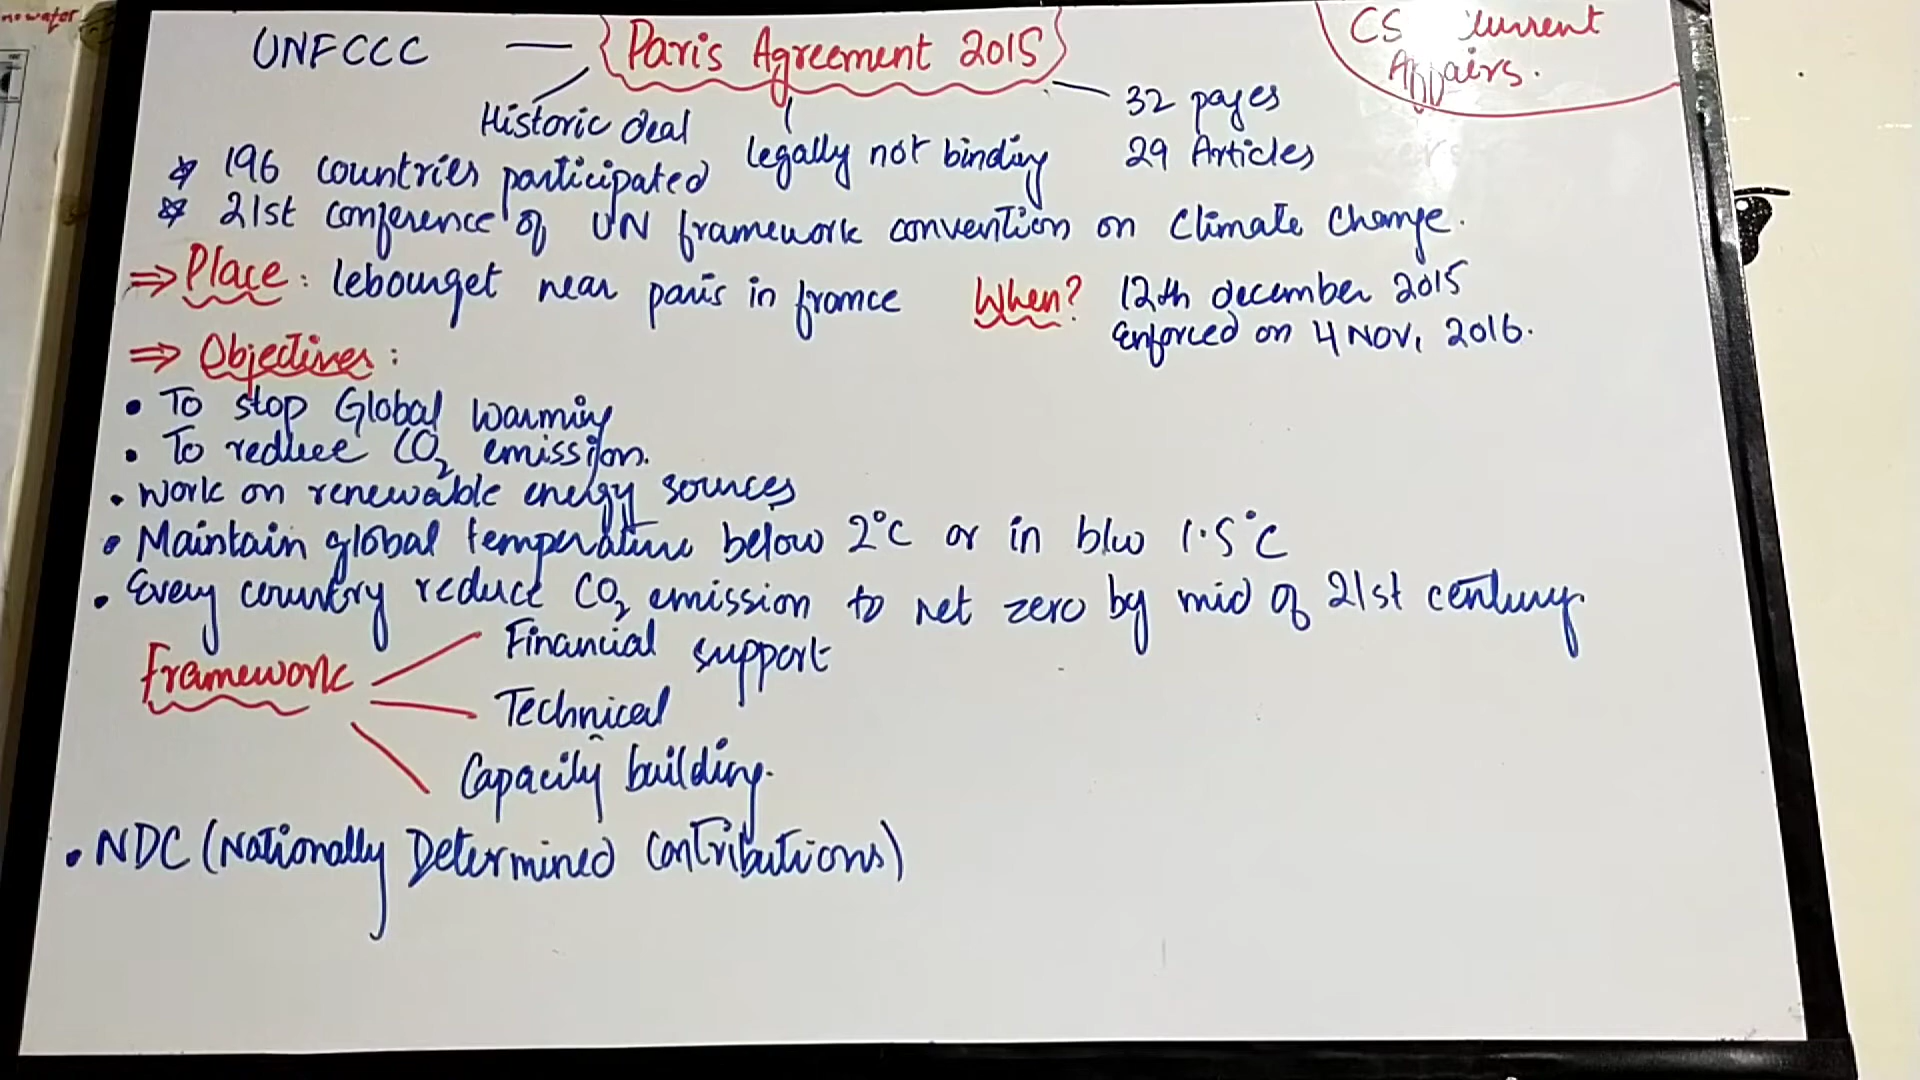 no water
UNFCCC — Paris Agreement 2015
CS Current
Affairs.
Historic deal
legally not binding
32 pages
29 Articles
196 countries participated
21st conference of UN framework convention on Climate Change.
⇒ Place: lebourget near paris in france
When? 12th december 2015
Enforced on 4 Nov, 2016.
⇒ Objectives:
• To stop Global warming
• To reduce CO₂ emission.
• Work on renewable energy sources
• Maintain global temperature below 2°C or in b/w 1.5°C
• Every country reduce CO₂ emission to net zero by mid of 21st century
Framework
Financial support
Technical
Capacity building.
• NDC (Nationally Determined Contributions)